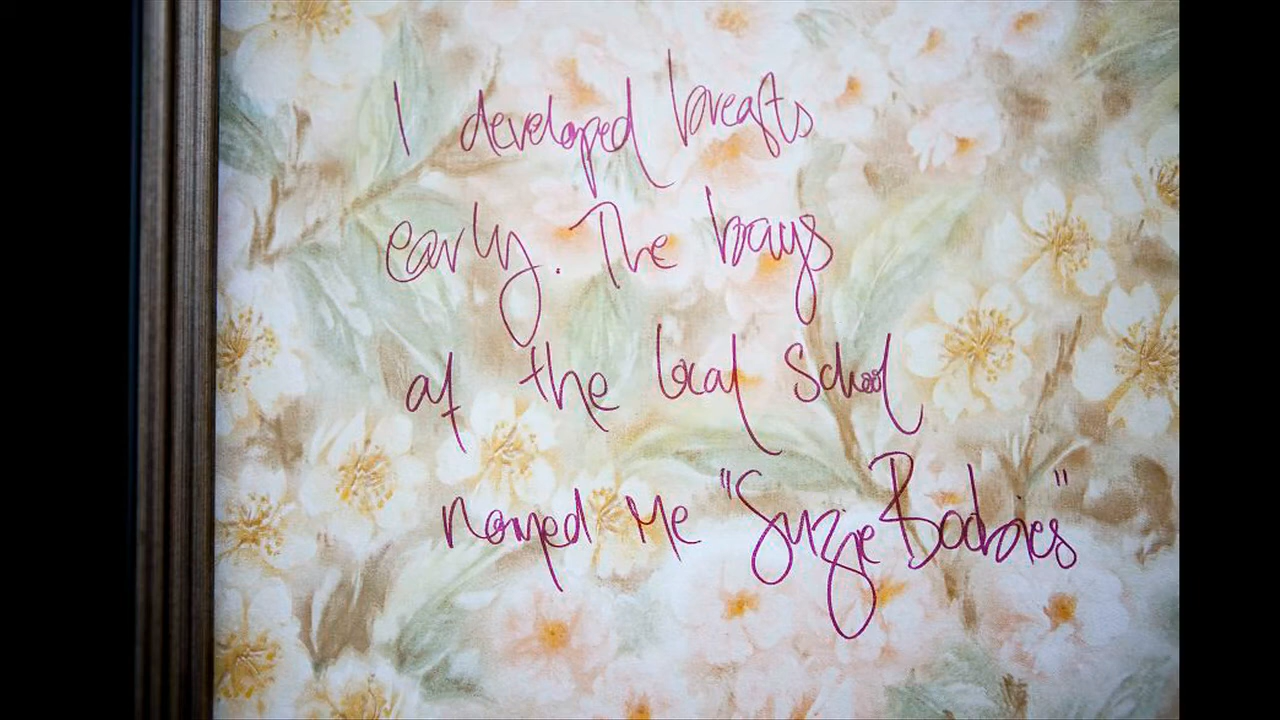 I developed breasts
early. The boys
at the local school
named me "Suzie Boobies"